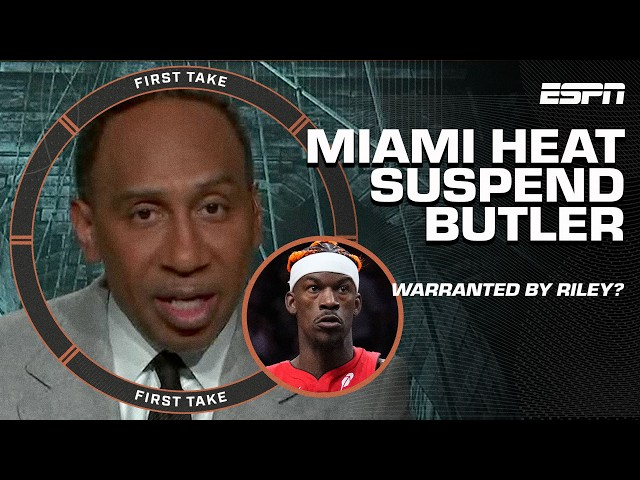 FIRST TAKE
ESPN
MIAMI HEAT
SUSPEND
BUTLER
WARRANTED BY RILEY?
FIRST TAKE